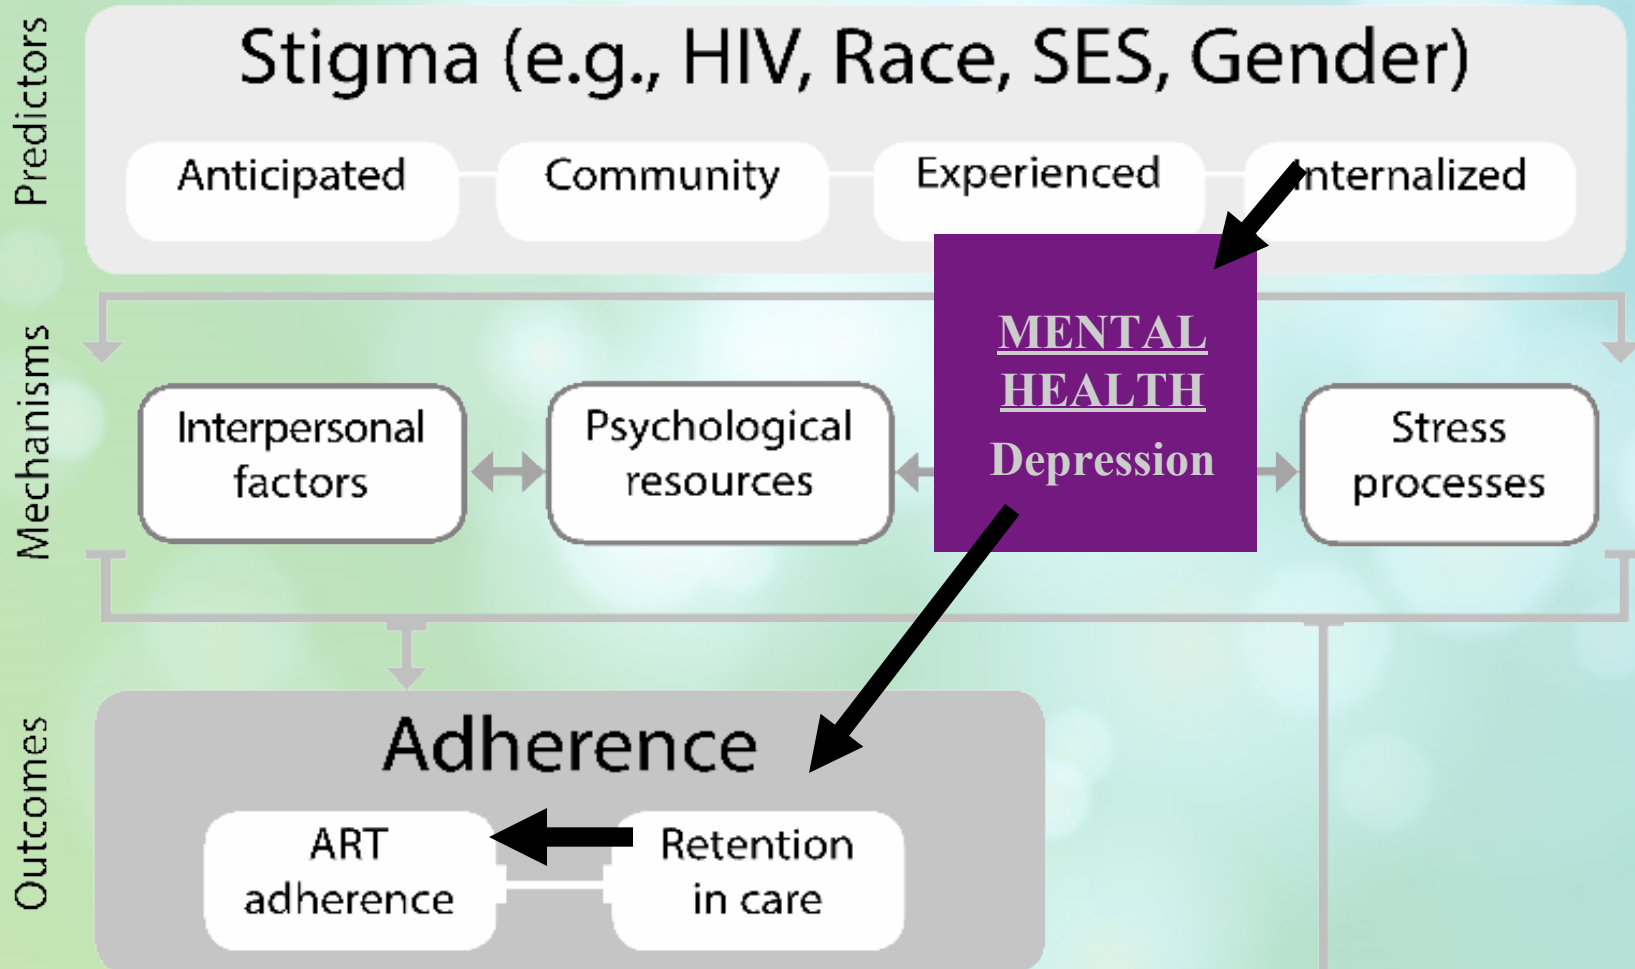 Predictors
Stigma (e.g., HIV, Race, SES, Gender)
Anticipated
Community
Experienced
Internalized
Mechanisms
Interpersonal
factors
Psychological
resources
MENTAL
HEALTH
Depression
Stress
processes
Outcomes
Adherence
ART
adherence
Retention
in care